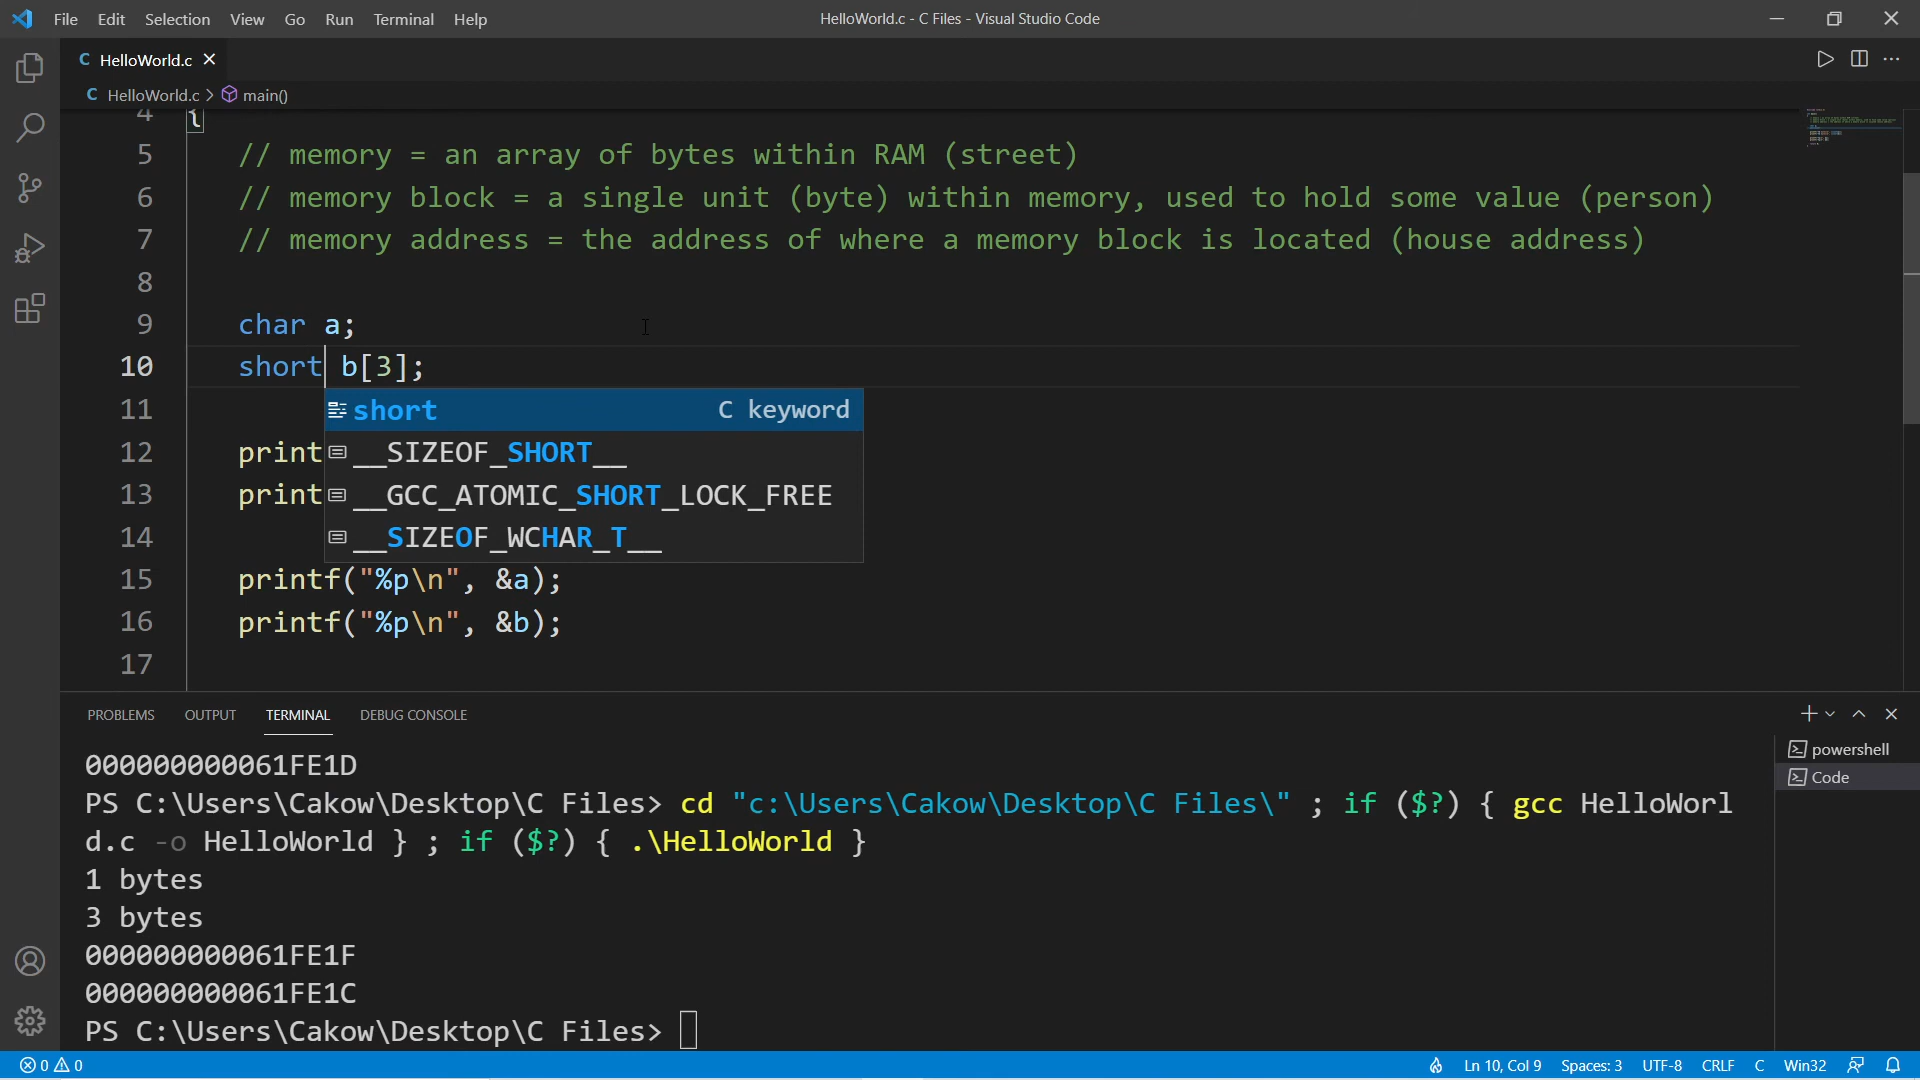 File Edit Selection View Go Run Terminal Help
HelloWorld.c - C Files - Visual Studio Code
C HelloWorld.c
C HelloWorld.c > main()
4 {
5 // memory = an array of bytes within RAM (street)
6 // memory block = a single unit (byte) within memory, used to hold some value (person)
7 // memory address = the address of where a memory block is located (house address)
8
9 char a;
10 short b[3];
short C keyword
11
12 print
__SIZEOF_SHORT__
13 print
__GCC_ATOMIC_SHORT_LOCK_FREE
14
__SIZEOF_WCHAR_T__
15 printf("%p\n", &a);
16 printf("%p\n", &b);
17
PROBLEMS OUTPUT TERMINAL DEBUG CONSOLE
powershell
Code
000000000061FE1D
PS C:\Users\Cakow\Desktop\C Files> cd "c:\Users\Cakow\Desktop\C Files\" ; if ($?) { gcc HelloWorl
d.c -o HelloWorld } ; if ($?) { .\HelloWorld }
1 bytes
3 bytes
000000000061FE1F
000000000061FE1C
PS C:\Users\Cakow\Desktop\C Files>
0 0 Ln 10, Col 9 Spaces: 3 UTF-8 CRLF C Win32